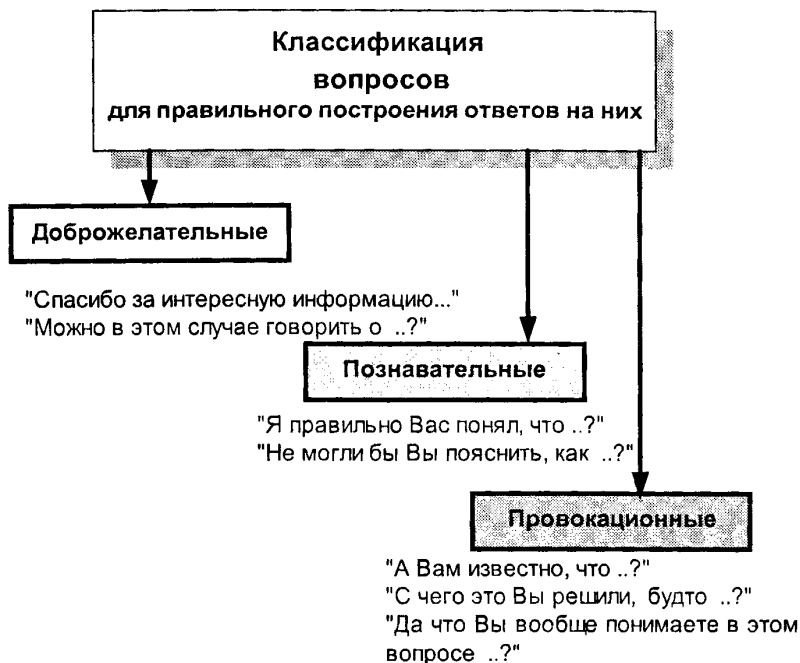 Классификация
вопросов
для правильного построения ответов на них
Доброжелательные
"Спасибо за интересную информацию..."
"Можно в этом случае говорить о ..?"
Познавательные
"Я правильно Вас понял, что ..?"
"Не могли бы Вы пояснить, как ..?"
Провокационные
"А Вам известно, что ..?"
"С чего это Вы решили, будто ..?"
"Да что Вы вообще понимаете в этом
вопросе ..?"